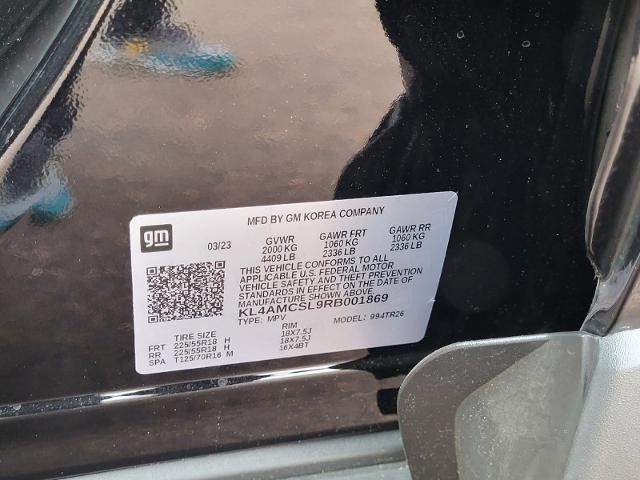 MFD BY GM KOREA COMPANY
gm
03/23
GVWR GAWR FRT GAWR RR
2000 KG 1060 KG 1060 KG
4409 LB 2336 LB 2336 LB
THIS VEHICLE CONFORMS TO ALL
APPLICABLE U.S. FEDERAL MOTOR
VEHICLE SAFETY AND THEFT PREVENTION
STANDARDS IN EFFECT ON THE DATE OF
MANUFACTURE SHOWN ABOVE.
KL4AMCSL9RB001869
TYPE: MPV MODEL: 994TR26
TIRE SIZE RIM
FRT 225/55R18 H 18X7.5J
RR 225/55R18 H 18X7.5J
SPA T125/70R16 M 16X4BT